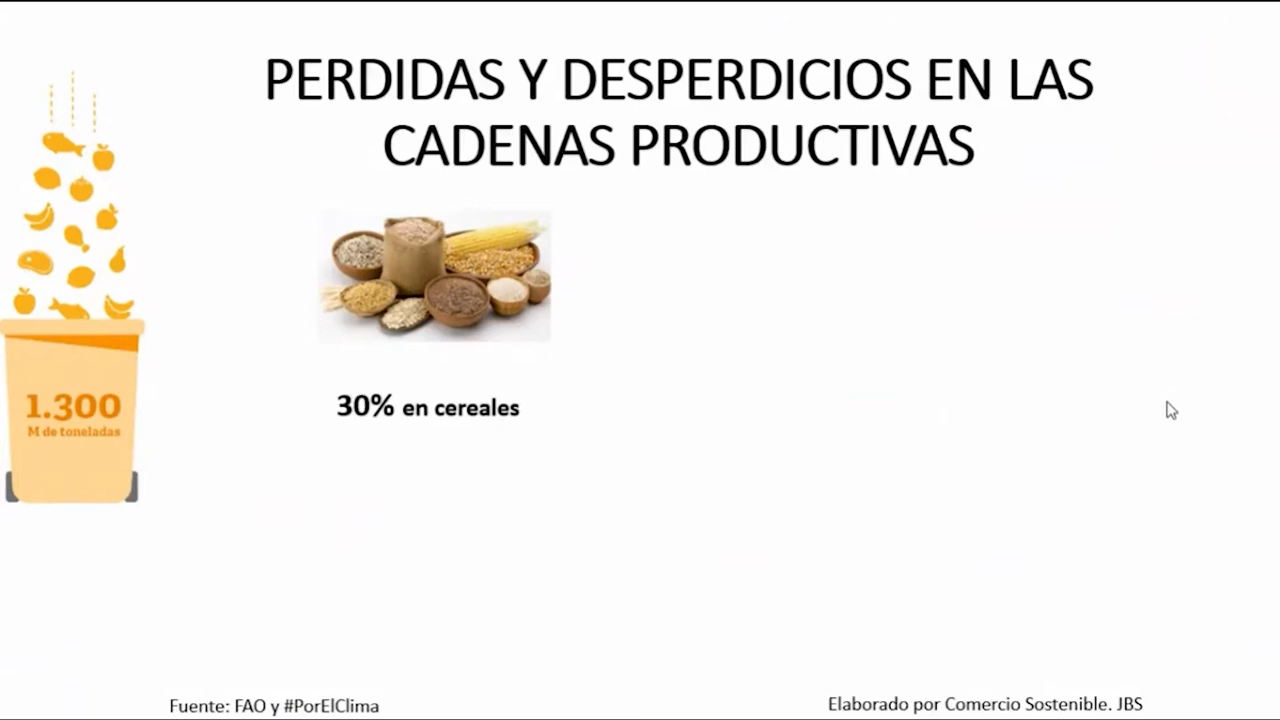 PERDIDAS Y DESPERDICIOS EN LAS
CADENAS PRODUCTIVAS
1.300
M de toneladas
30% en cereales
Fuente: FAO y #PorElClima
Elaborado por Comercio Sostenible. JBS